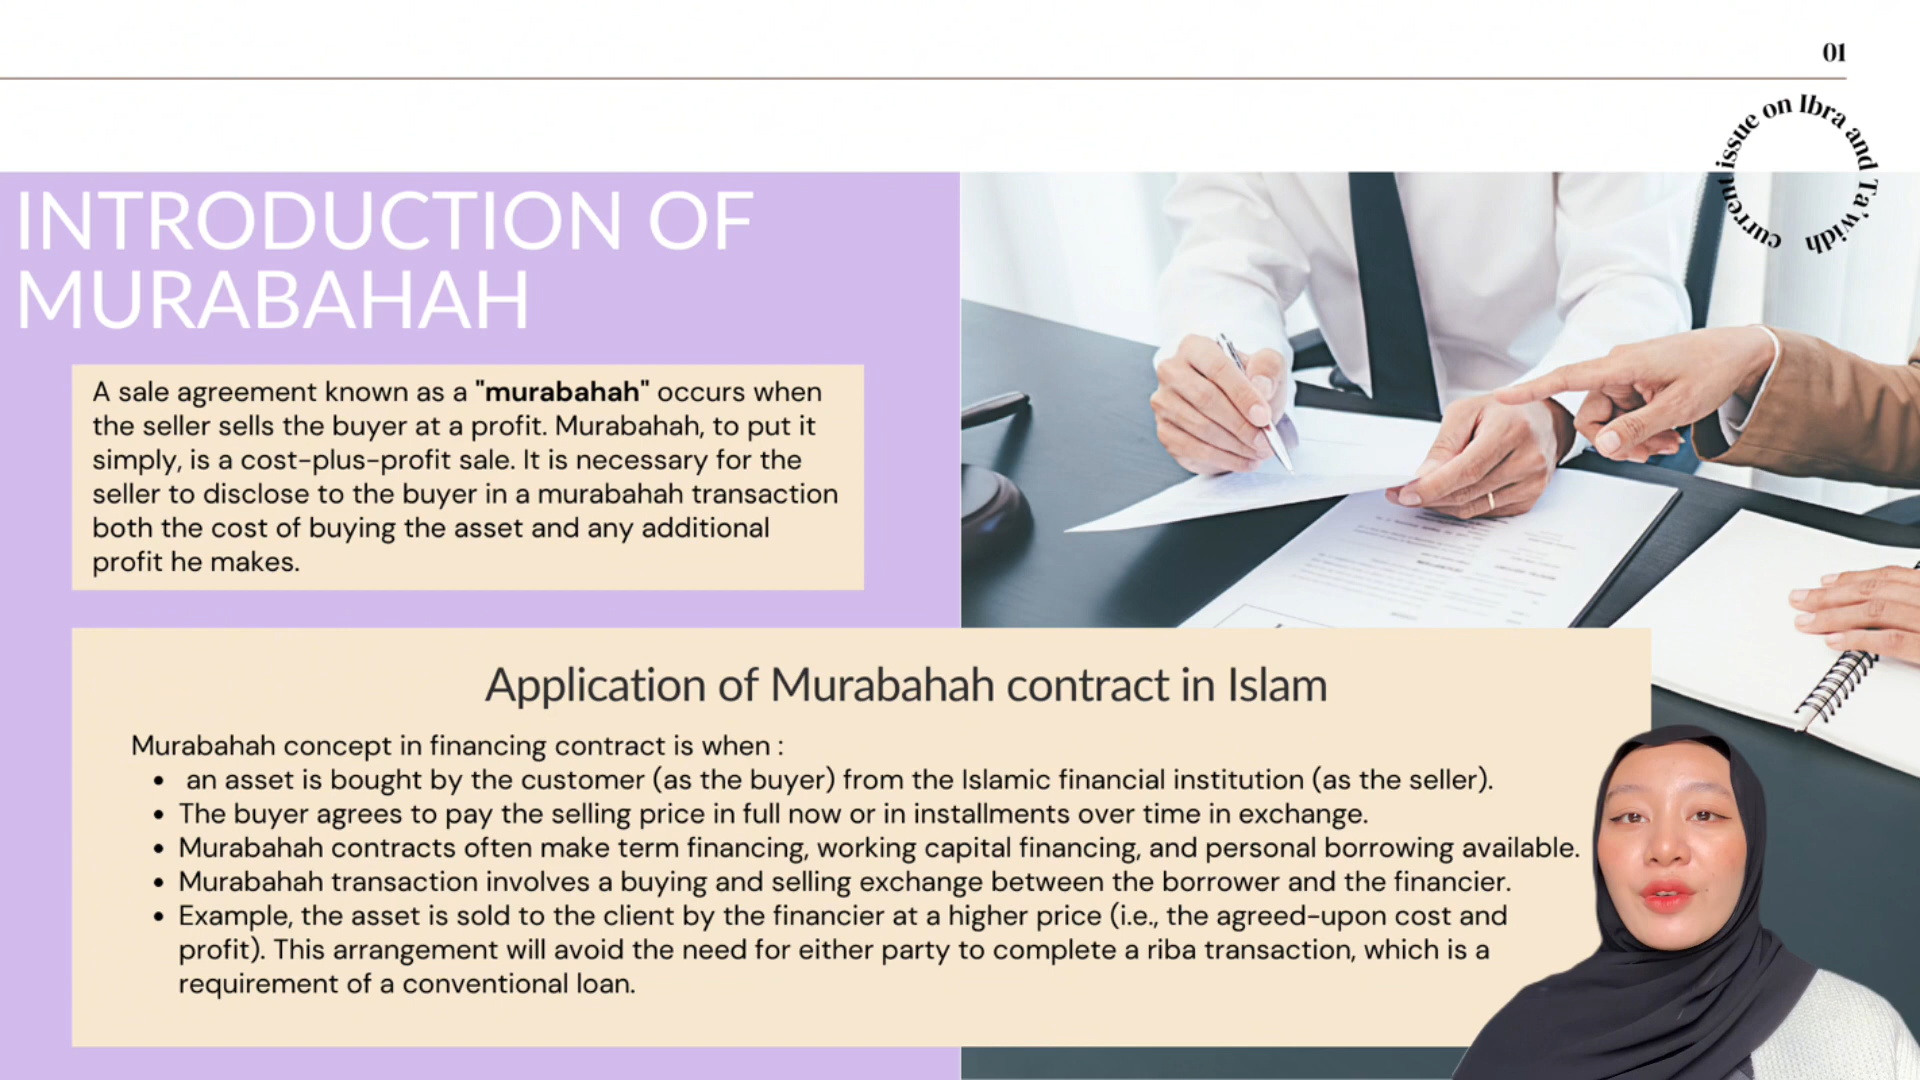 01
current issue on Ibra and Ta'widh
INTRODUCTION OF
MURABAHAH
A sale agreement known as a "murabahah" occurs when
the seller sells the buyer at a profit. Murabahah, to put it
simply, is a cost-plus-profit sale. It is necessary for the
seller to disclose to the buyer in a murabahah transaction
both the cost of buying the asset and any additional
profit he makes.
Application of Murabahah contract in Islam
Murabahah concept in financing contract is when :
• an asset is bought by the customer (as the buyer) from the Islamic financial institution (as the seller).
• The buyer agrees to pay the selling price in full now or in installments over time in exchange.
• Murabahah contracts often make term financing, working capital financing, and personal borrowing available.
• Murabahah transaction involves a buying and selling exchange between the borrower and the financier.
• Example, the asset is sold to the client by the financier at a higher price (i.e., the agreed-upon cost and
profit). This arrangement will avoid the need for either party to complete a riba transaction, which is a
requirement of a conventional loan.